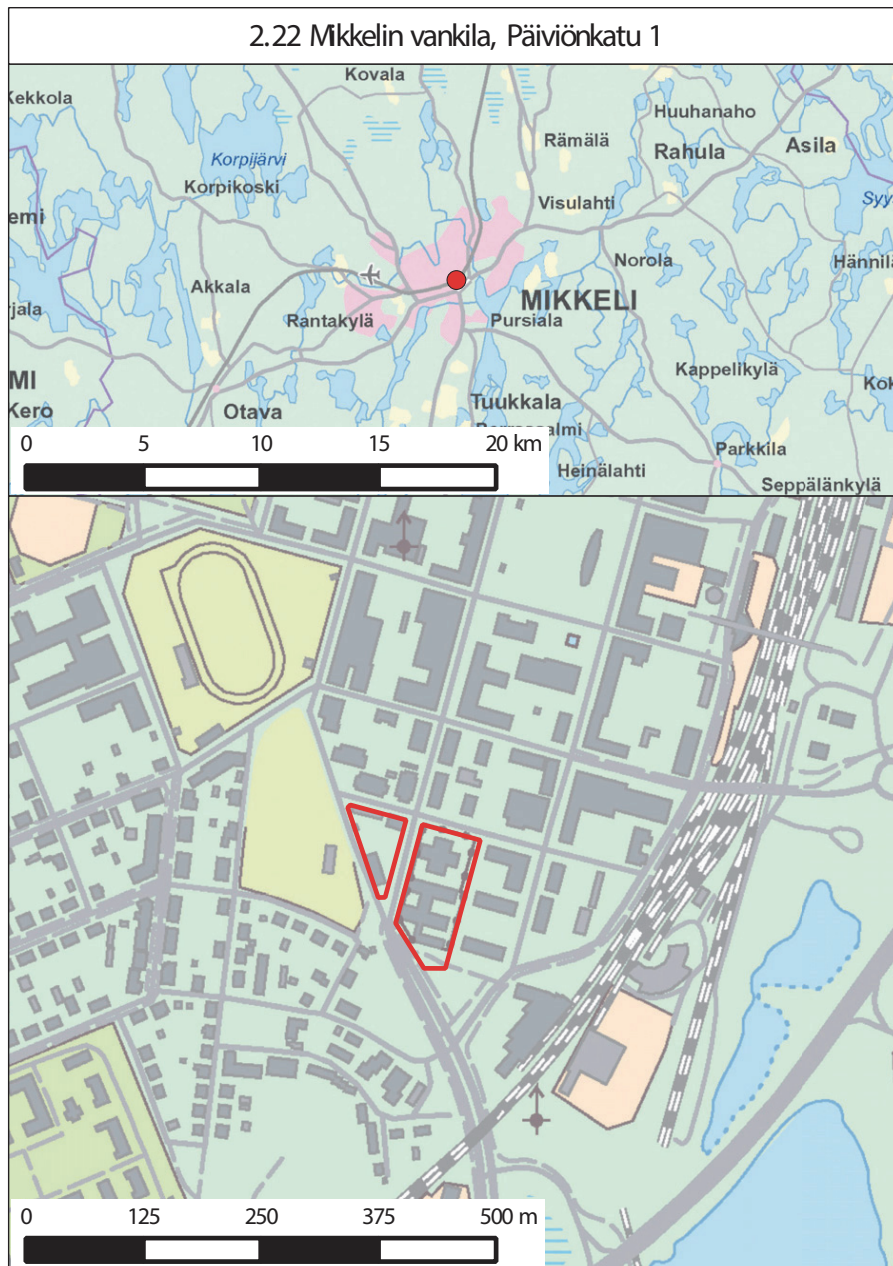 2.22 Mikkelin vankila, Päiviönkatu 1
Kovala
Kekkola
Huuhanaho
Rämälä
Asila
Korpijärvi
Rahula
Korpikoski
Visulahti
Syy
emi
Norola
Hännilä
Akkala
MIKKELI
rjala
Rantakylä
Pursiala
Kappelikylä
MI
Kok
Kero
Otava
Tuukkala
almi
Parkkila
Heinälahti
Seppälänkylä
0 5 10 15 20 km
0 125 250 375 500 m